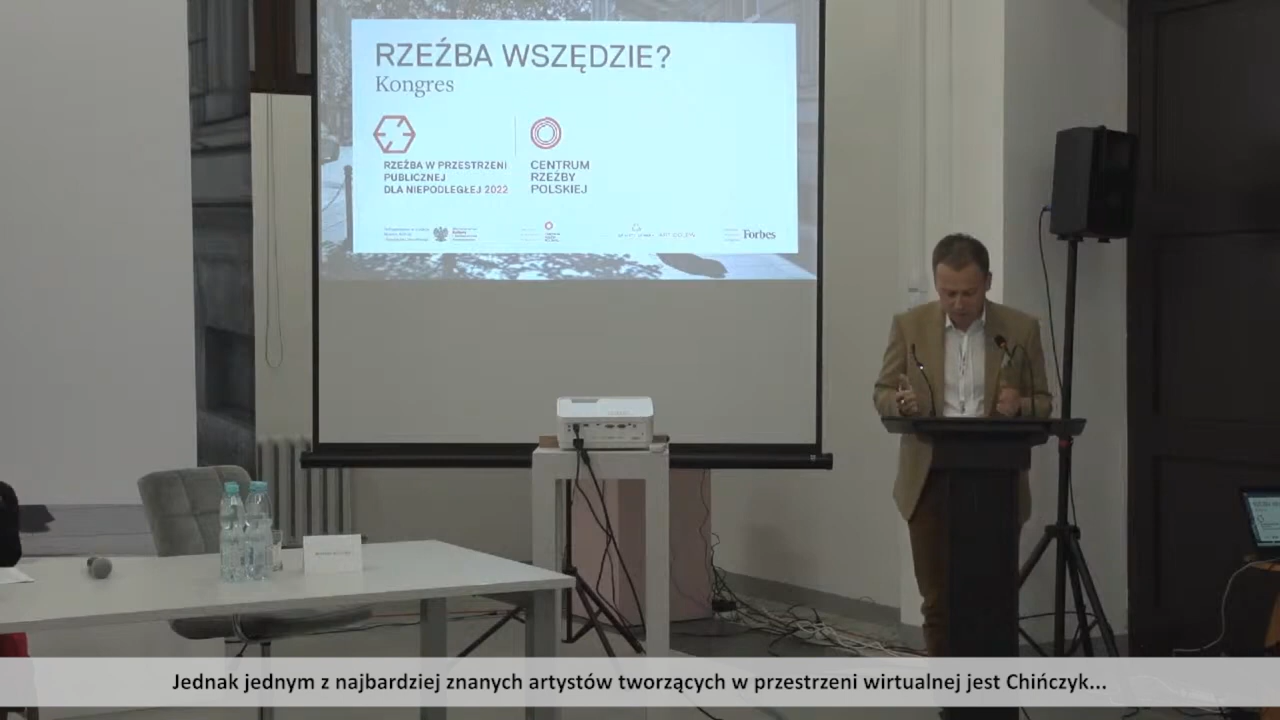 RZEŹBA WSZĘDZIE?
Kongres
RZEŹBA W PRZESTRZENI
PUBLICZNEJ
DLA NIEPODLEGŁEJ 2022
CENTRUM
RZEŹBY
POLSKIEJ
Forbes
Jednak jednym z najbardziej znanych artystów tworzących w przestrzeni wirtualnej jest Chińczyk...